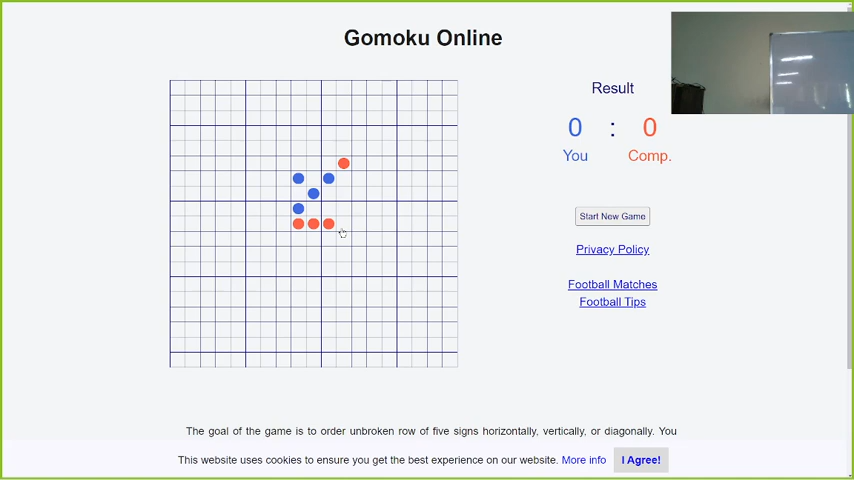 Gomoku Online
Result
0 : 0
You Comp.
Start New Game
Privacy Policy
Football Matches
Football Tips
The goal of the game is to order unbroken row of five signs horizontally, vertically, or diagonally. You
This website uses cookies to ensure you get the best experience on our website. More info I Agree!